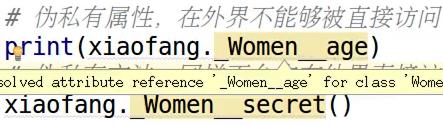 # 伪私有属性，在外界不能够被直接访问
print(xiaofang._Women__age)
solved attribute reference '_Women__age' for class 'Wome
xiaofang._Women__secret()